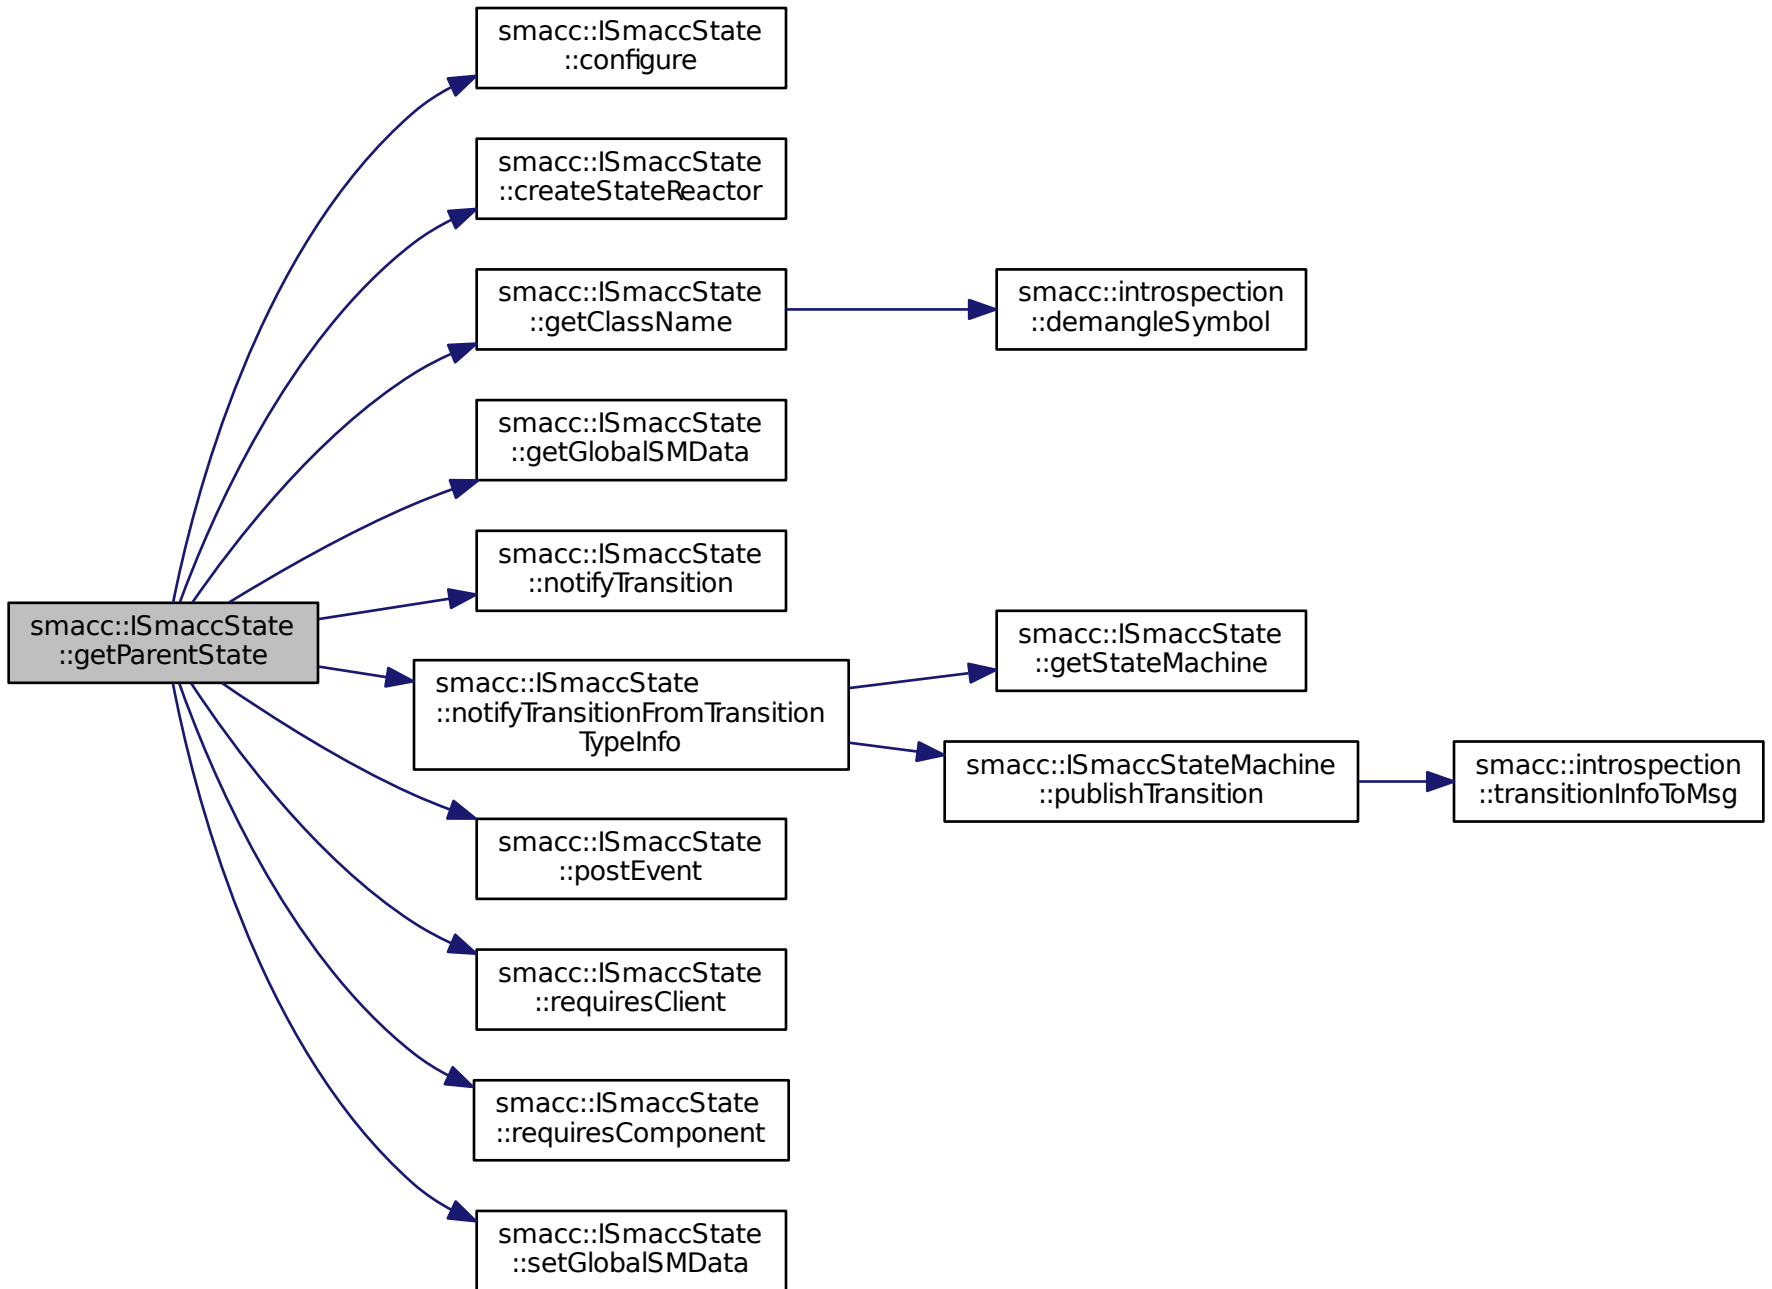 smacc::ISmaccState
::configure
smacc::ISmaccState
::createStateReactor
smacc::ISmaccState
::getClassName
smacc::introspection
::demangleSymbol
smacc::ISmaccState
::getGlobalSMData
smacc::ISmaccState
::notifyTransition
smacc::ISmaccState
::getParentState
smacc::ISmaccState
::notifyTransitionFromTransition
TypeInfo
smacc::ISmaccState
::getStateMachine
smacc::ISmaccStateMachine
::publishTransition
smacc::introspection
::transitionInfoToMsg
smacc::ISmaccState
::postEvent
smacc::ISmaccState
::requiresClient
smacc::ISmaccState
::requiresComponent
smacc::ISmaccState
::setGlobalSMData